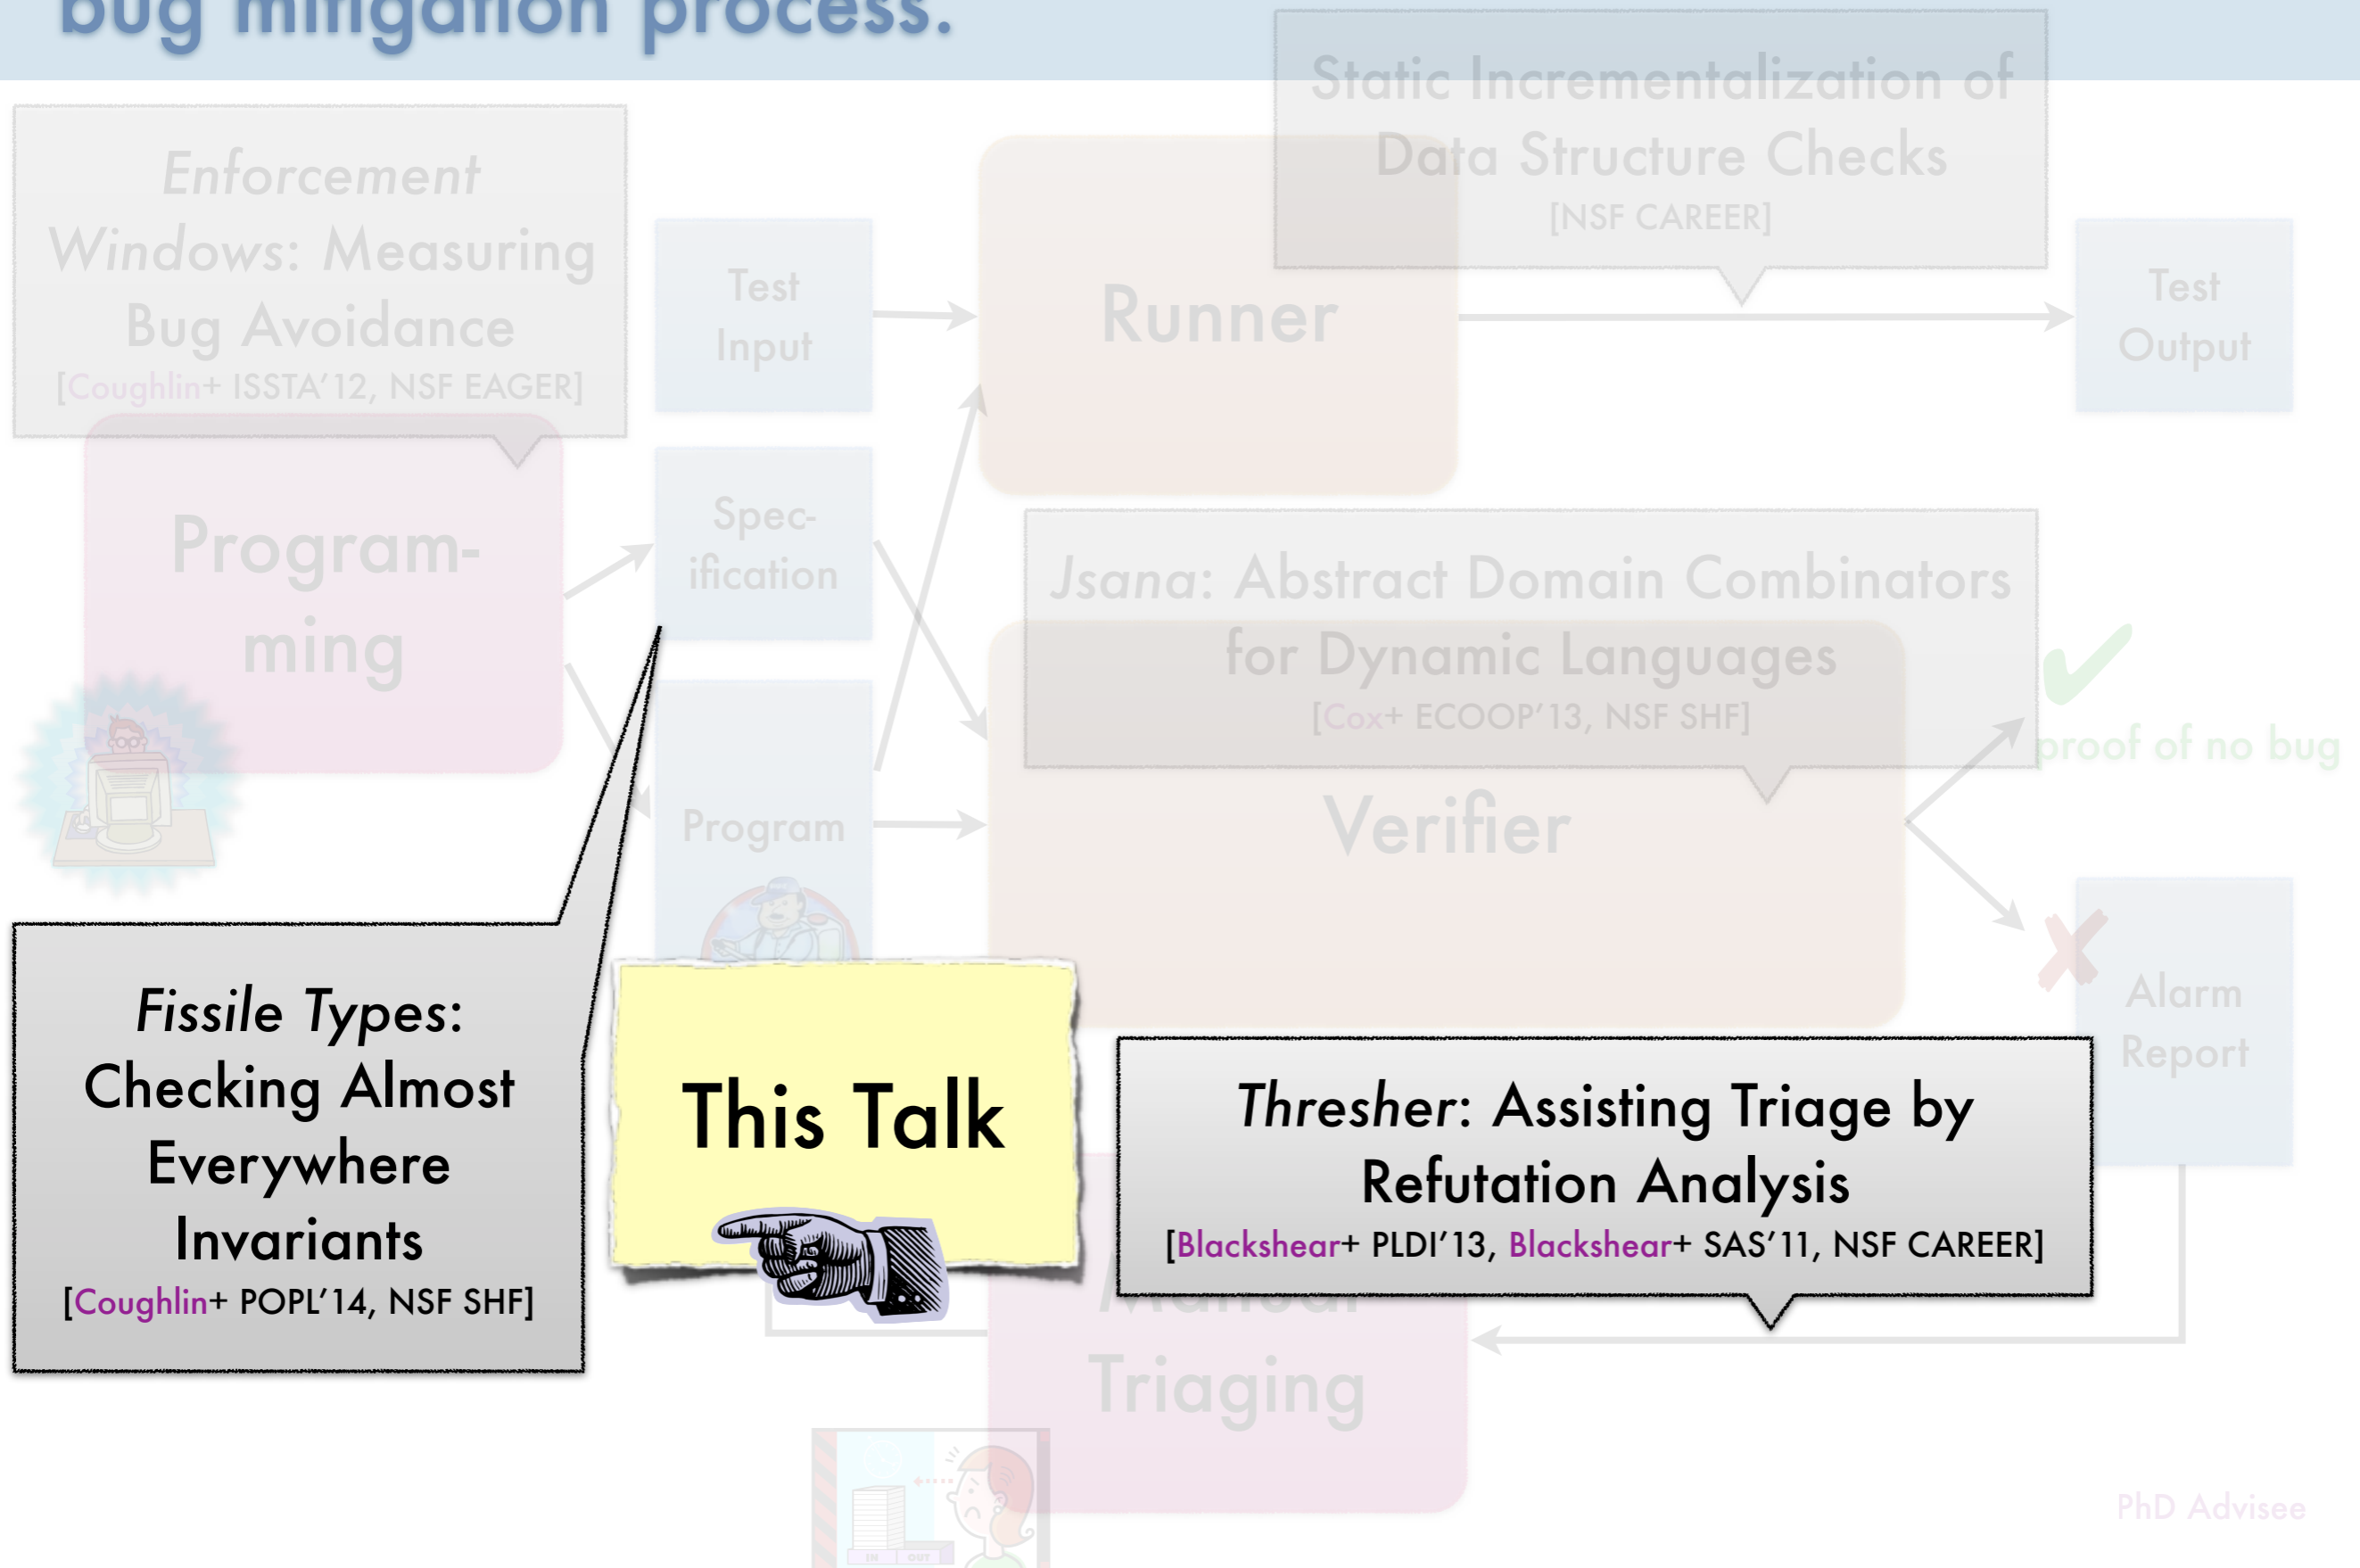 bug mitigation process.
Static Incrementalization of
Data Structure Checks
[NSF CAREER]
Enforcement
Windows: Measuring
Bug Avoidance
[Coughlin+ ISSTA'12, NSF EAGER]
Test
Input
Runner
Test
Output
Program-
ming
Spec-
ification
Jsana: Abstract Domain Combinators
for Dynamic Languages
[Cox+ ECOOP'13, NSF SHF]
✔
proof of no bug
Program
Verifier
✘
Alarm
Report
Fissile Types:
Checking Almost
Everywhere
Invariants
[Coughlin+ POPL'14, NSF SHF]
This Talk
Thresher: Assisting Triage by
Refutation Analysis
[Blackshear+ PLDI'13, Blackshear+ SAS'11, NSF CAREER]
Manual
Triaging
IN OUT
PhD Advisee